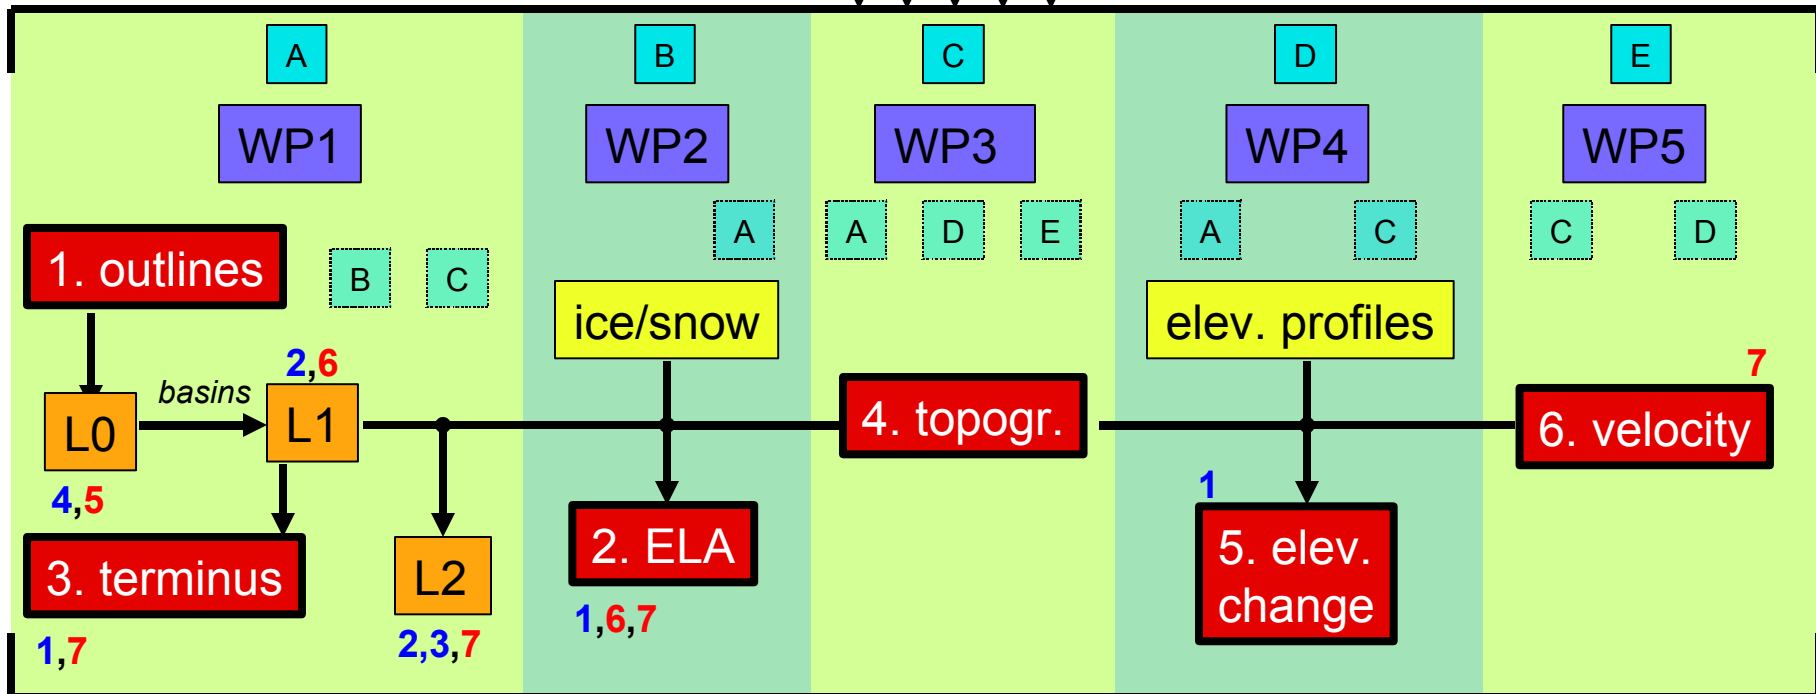 A
B
C
D
E
WP1
WP2
WP3
WP4
WP5
A
A
D
E
A
C
C
D
1. outlines
B
C
ice/snow
elev. profiles
2,6
7
basins
L0
L1
4. topogr.
6. velocity
4,5
1
3. terminus
L2
2. ELA
5. elev.
change
1,7
2,3,7
1,6,7